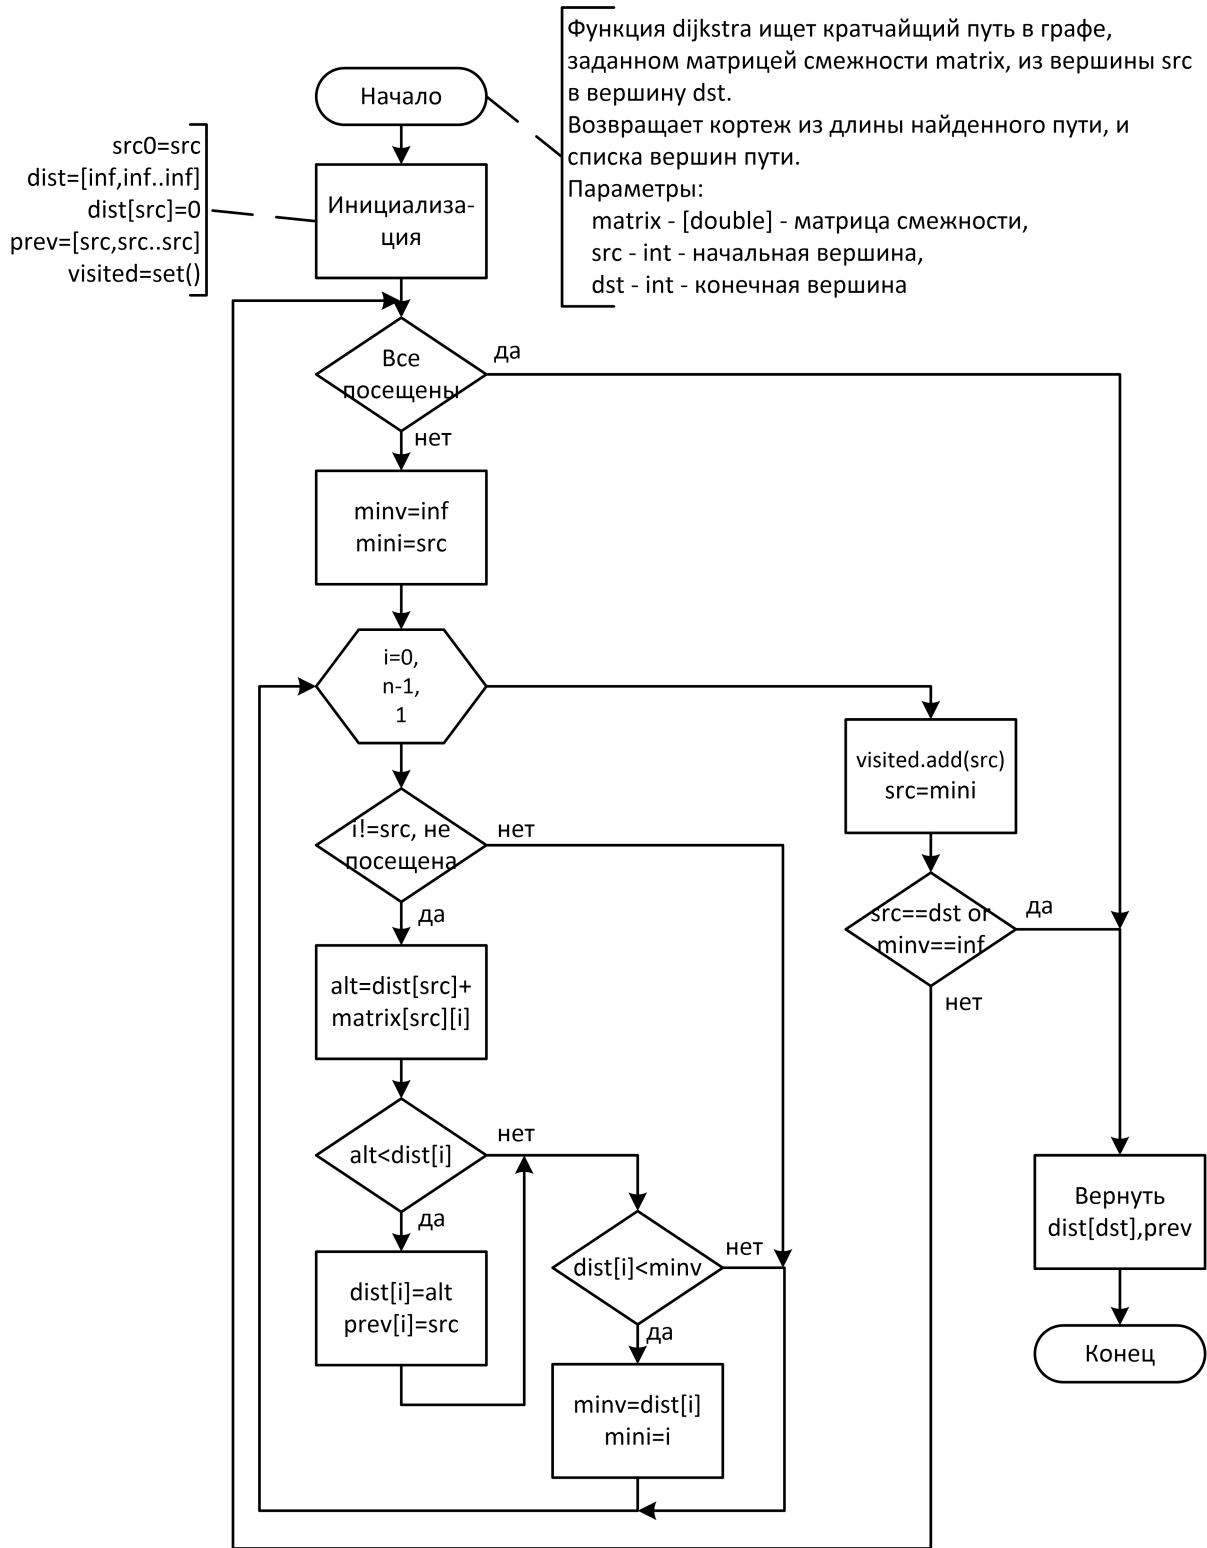 Функция dijkstra ищет кратчайщий путь в графе,
заданном матрицей смежности matrix, из вершины src
в вершину dst.
Возвращает кортеж из длины найденного пути, и
списка вершин пути.
Параметры:
matrix - [double] - матрица смежности,
src - int - начальная вершина,
dst - int - конечная вершина
Начало
src0=src
dist=[inf,inf..inf]
dist[src]=0
prev=[src,src..src]
visited=set()
Инициализа-
ция
Все
посещены
да
нет
minv=inf
mini=src
i=0,
n-1,
1
visited.add(src)
src=mini
i!=src, не
посещена
нет
да
src==dst or
minv==inf
да
нет
alt=dist[src]+
matrix[src][i]
alt<dist[i]
нет
да
dist[i]=alt
prev[i]=src
dist[i]<minv
нет
да
minv=dist[i]
mini=i
Вернуть
dist[dst],prev
Конец